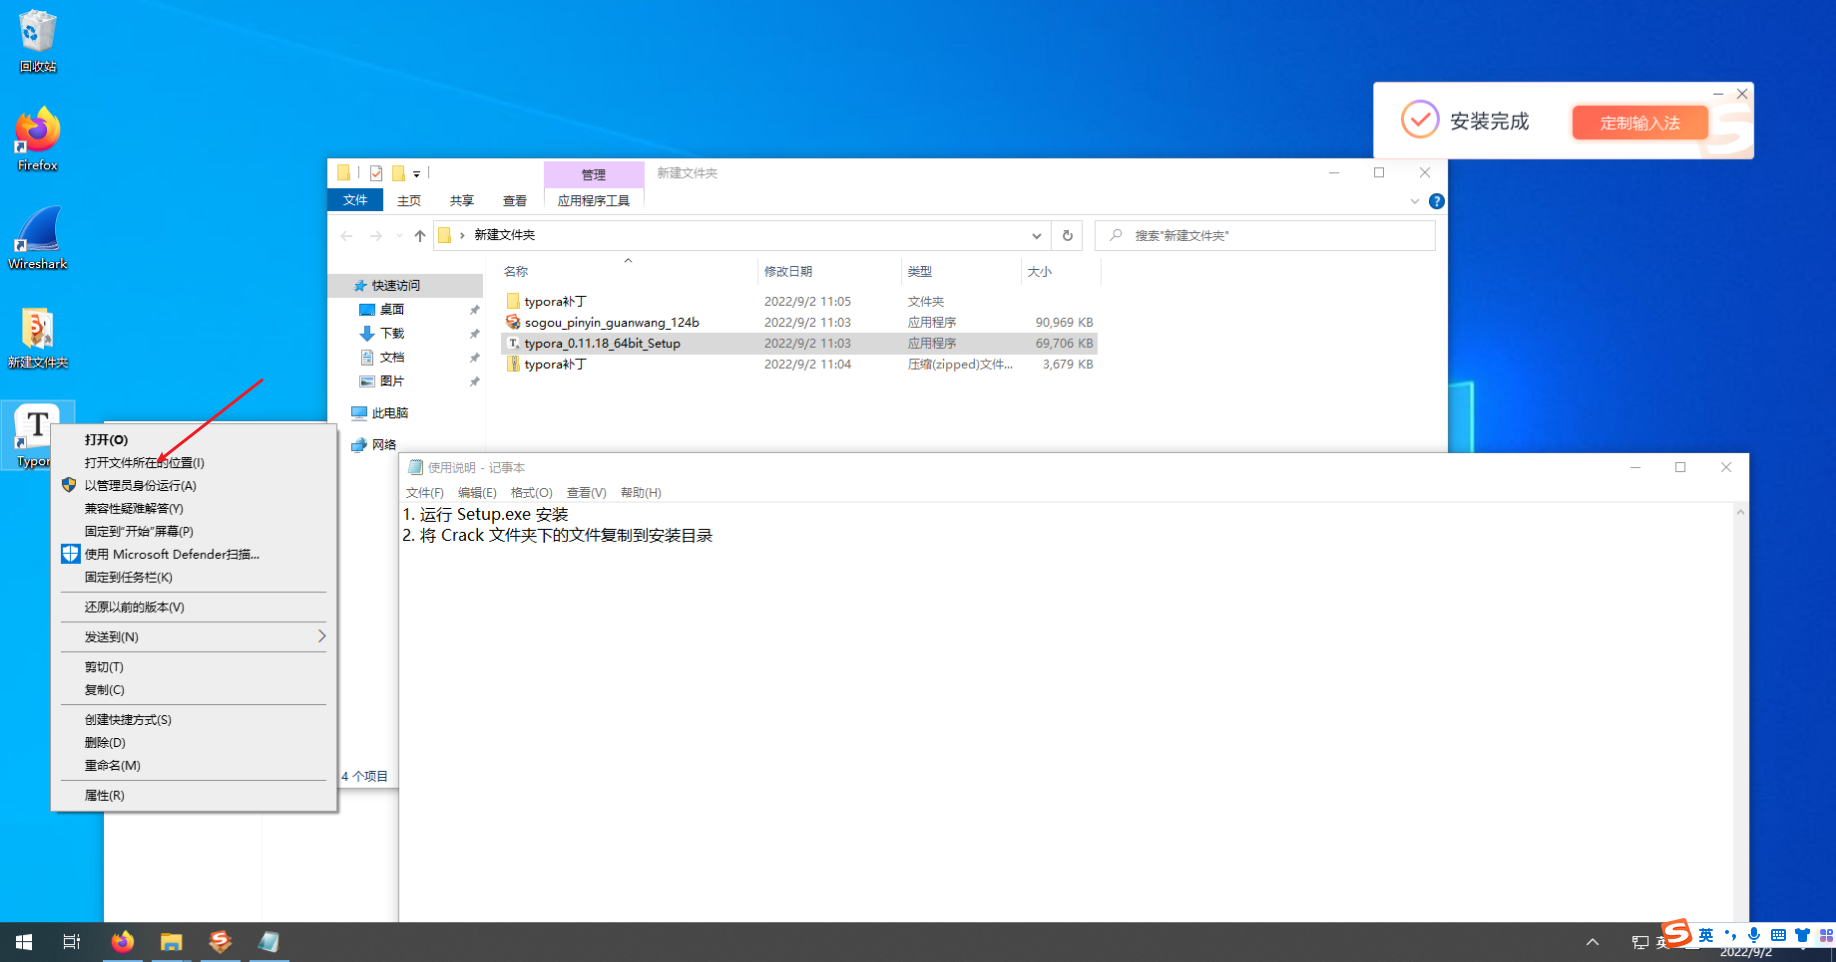 回收站
Firefox
Wireshark
新建文件夹
安装完成
定制输入法
管理
新建文件夹
文件
主页
共享
查看
应用程序工具
新建文件夹
搜索"新建文件夹"
名称
修改日期
类型
大小
快速访问
桌面
下载
文档
图片
此电脑
网络
typora补丁
2022/9/2 11:05
文件夹
sogou_pinyin_guanwang_124b
2022/9/2 11:03
应用程序
90,969 KB
typora_0.11.18_64bit_Setup
2022/9/2 11:03
应用程序
69,706 KB
typora补丁
2022/9/2 11:04
压缩(zipped)文件...
3,679 KB
4 个项目
T
Typor
打开(O)
打开文件所在的位置(I)
以管理员身份运行(A)
兼容性疑难解答(Y)
固定到"开始"屏幕(P)
使用 Microsoft Defender扫描...
固定到任务栏(K)
还原以前的版本(V)
发送到(N)
剪切(T)
复制(C)
创建快捷方式(S)
删除(D)
重命名(M)
属性(R)
使用说明 - 记事本
文件(F)
编辑(E)
格式(O)
查看(V)
帮助(H)
1. 运行 Setup.exe 安装
2. 将 Crack 文件夹下的文件复制到安装目录
英
2022/9/2